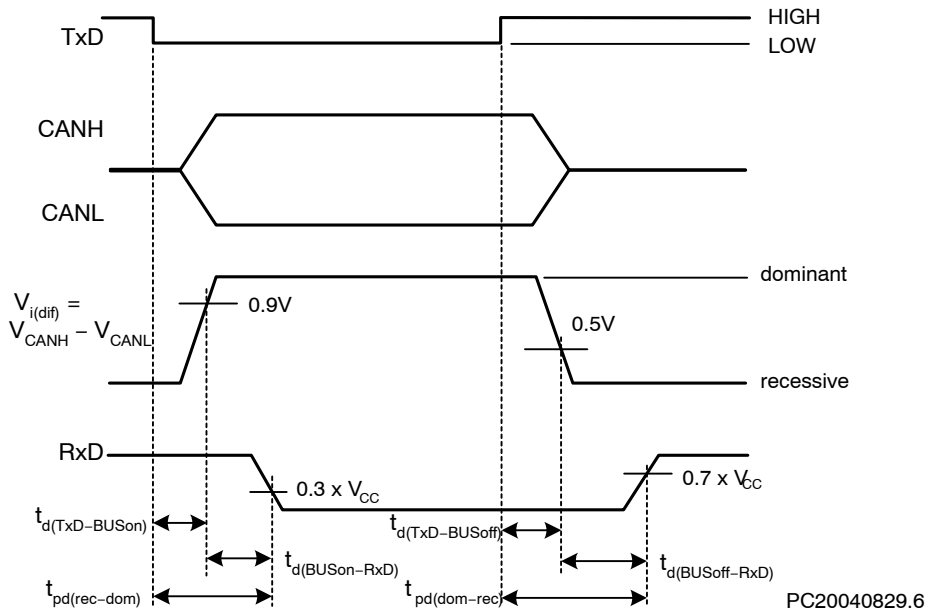 TxD
HIGH
LOW
CANH
CANL
dominant
Vi(dif) =
VCANH − VCANL
0.9V
0.5V
recessive
RxD
0.3 x VCC
0.7 x VCC
td(TxD−BUSon)
td(TxD−BUSoff)
td(BUSon−RxD)
td(BUSoff−RxD)
tpd(rec-dom)
tpd(dom-rec)
PC20040829.6